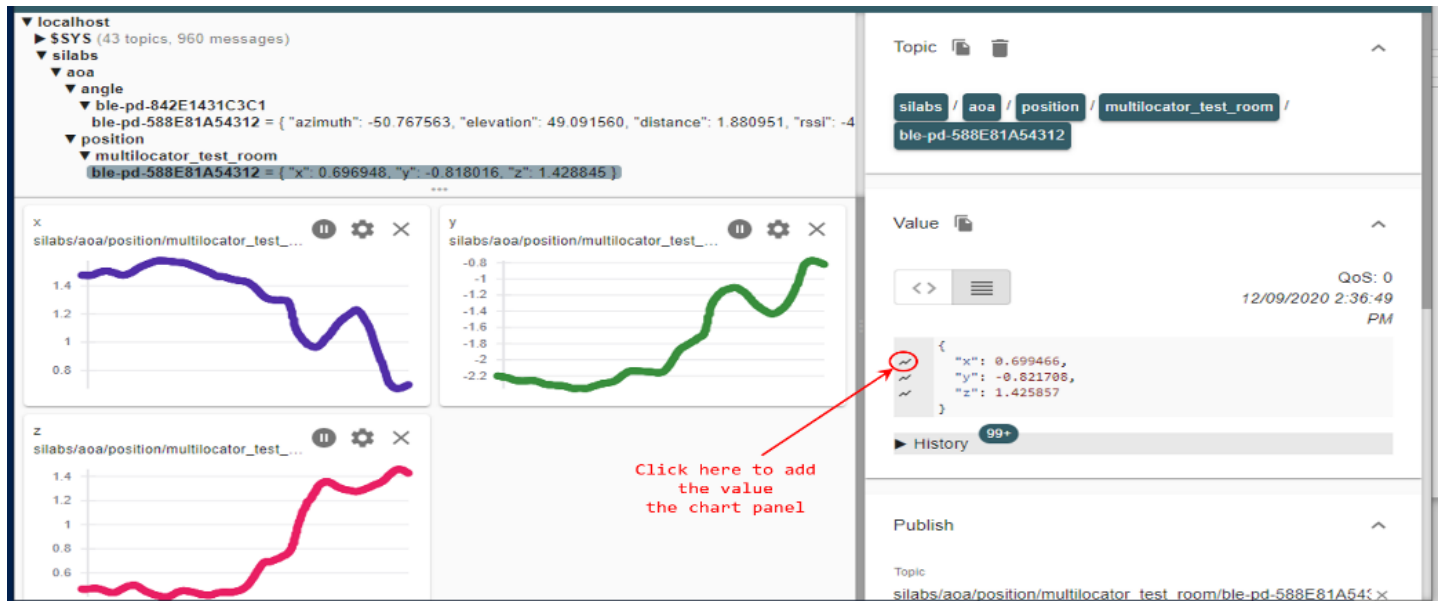 ▼ localhost
▶ $SYS (43 topics, 960 messages)
▼ silabs
▼ aoa
▼ angle
▼ ble-pd-842E1431C3C1
ble-pd-588E81A54312 = { "azimuth": -50.767563, "elevation": 49.091560, "distance": 1.880951, "rssi": -4
▼ position
▼ multilocator_test_room
ble-pd-588E81A54312 = { "x": 0.696948, "y": -0.818016, "z": 1.428845 }
x
silabs/aoa/position/multilocator_test_...
1.4
1.2
1
0.8
y
silabs/aoa/position/multilocator_test_...
-0.8
-1
-1.2
-1.4
-1.6
-1.8
-2
-2.2
z
silabs/aoa/position/multilocator_test_...
1.4
1.2
1
0.8
0.6
Click here to add
the value
the chart panel
Topic
silabs / aoa / position / multilocator_test_room /
ble-pd-588E81A54312
Value
QoS: 0
12/09/2020 2:36:49
PM
{
"x": 0.699466,
"y": -0.821708,
"z": 1.425857
}
▶ History 99+
Publish
Topic
silabs/aoa/position/multilocator_test_room/ble-pd-588E81A543